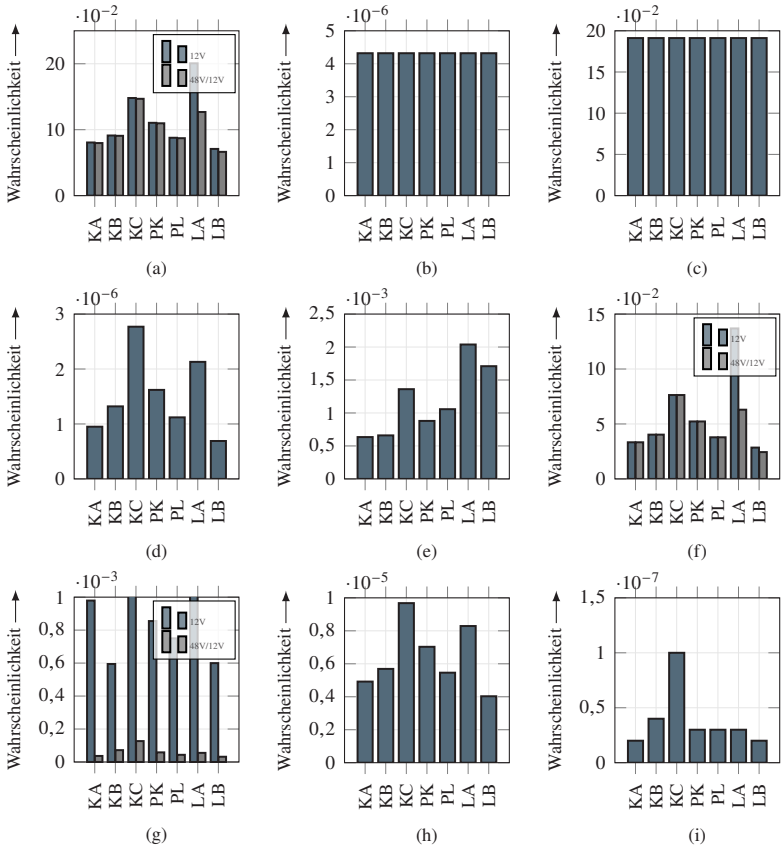 ·10⁻² ·10⁻⁶ ·10⁻²
Wahrscheinlichkeit →
20
10
0
12V
48V/12V
KA KB KC PK PL LA LB
(a)
Wahrscheinlichkeit →
5
4
3
2
1
0
KA KB KC PK PL LA LB
(b)
Wahrscheinlichkeit →
20
15
10
5
0
KA KB KC PK PL LA LB
(c)
·10⁻⁶
Wahrscheinlichkeit →
3
2
1
0
KA KB KC PK PL LA LB
(d)
·10⁻³
Wahrscheinlichkeit →
2,5
2
1,5
1
0,5
0
KA KB KC PK PL LA LB
(e)
·10⁻²
Wahrscheinlichkeit →
15
10
5
0
12V
48V/12V
KA KB KC PK PL LA LB
(f)
·10⁻³
Wahrscheinlichkeit →
1
0,8
0,6
0,4
0,2
0
12V
48V/12V
KA KB KC PK PL LA LB
(g)
·10⁻⁵
Wahrscheinlichkeit →
1
0,8
0,6
0,4
0,2
0
KA KB KC PK PL LA LB
(h)
·10⁻⁷
Wahrscheinlichkeit →
1,5
1
0,5
0
KA KB KC PK PL LA LB
(i)